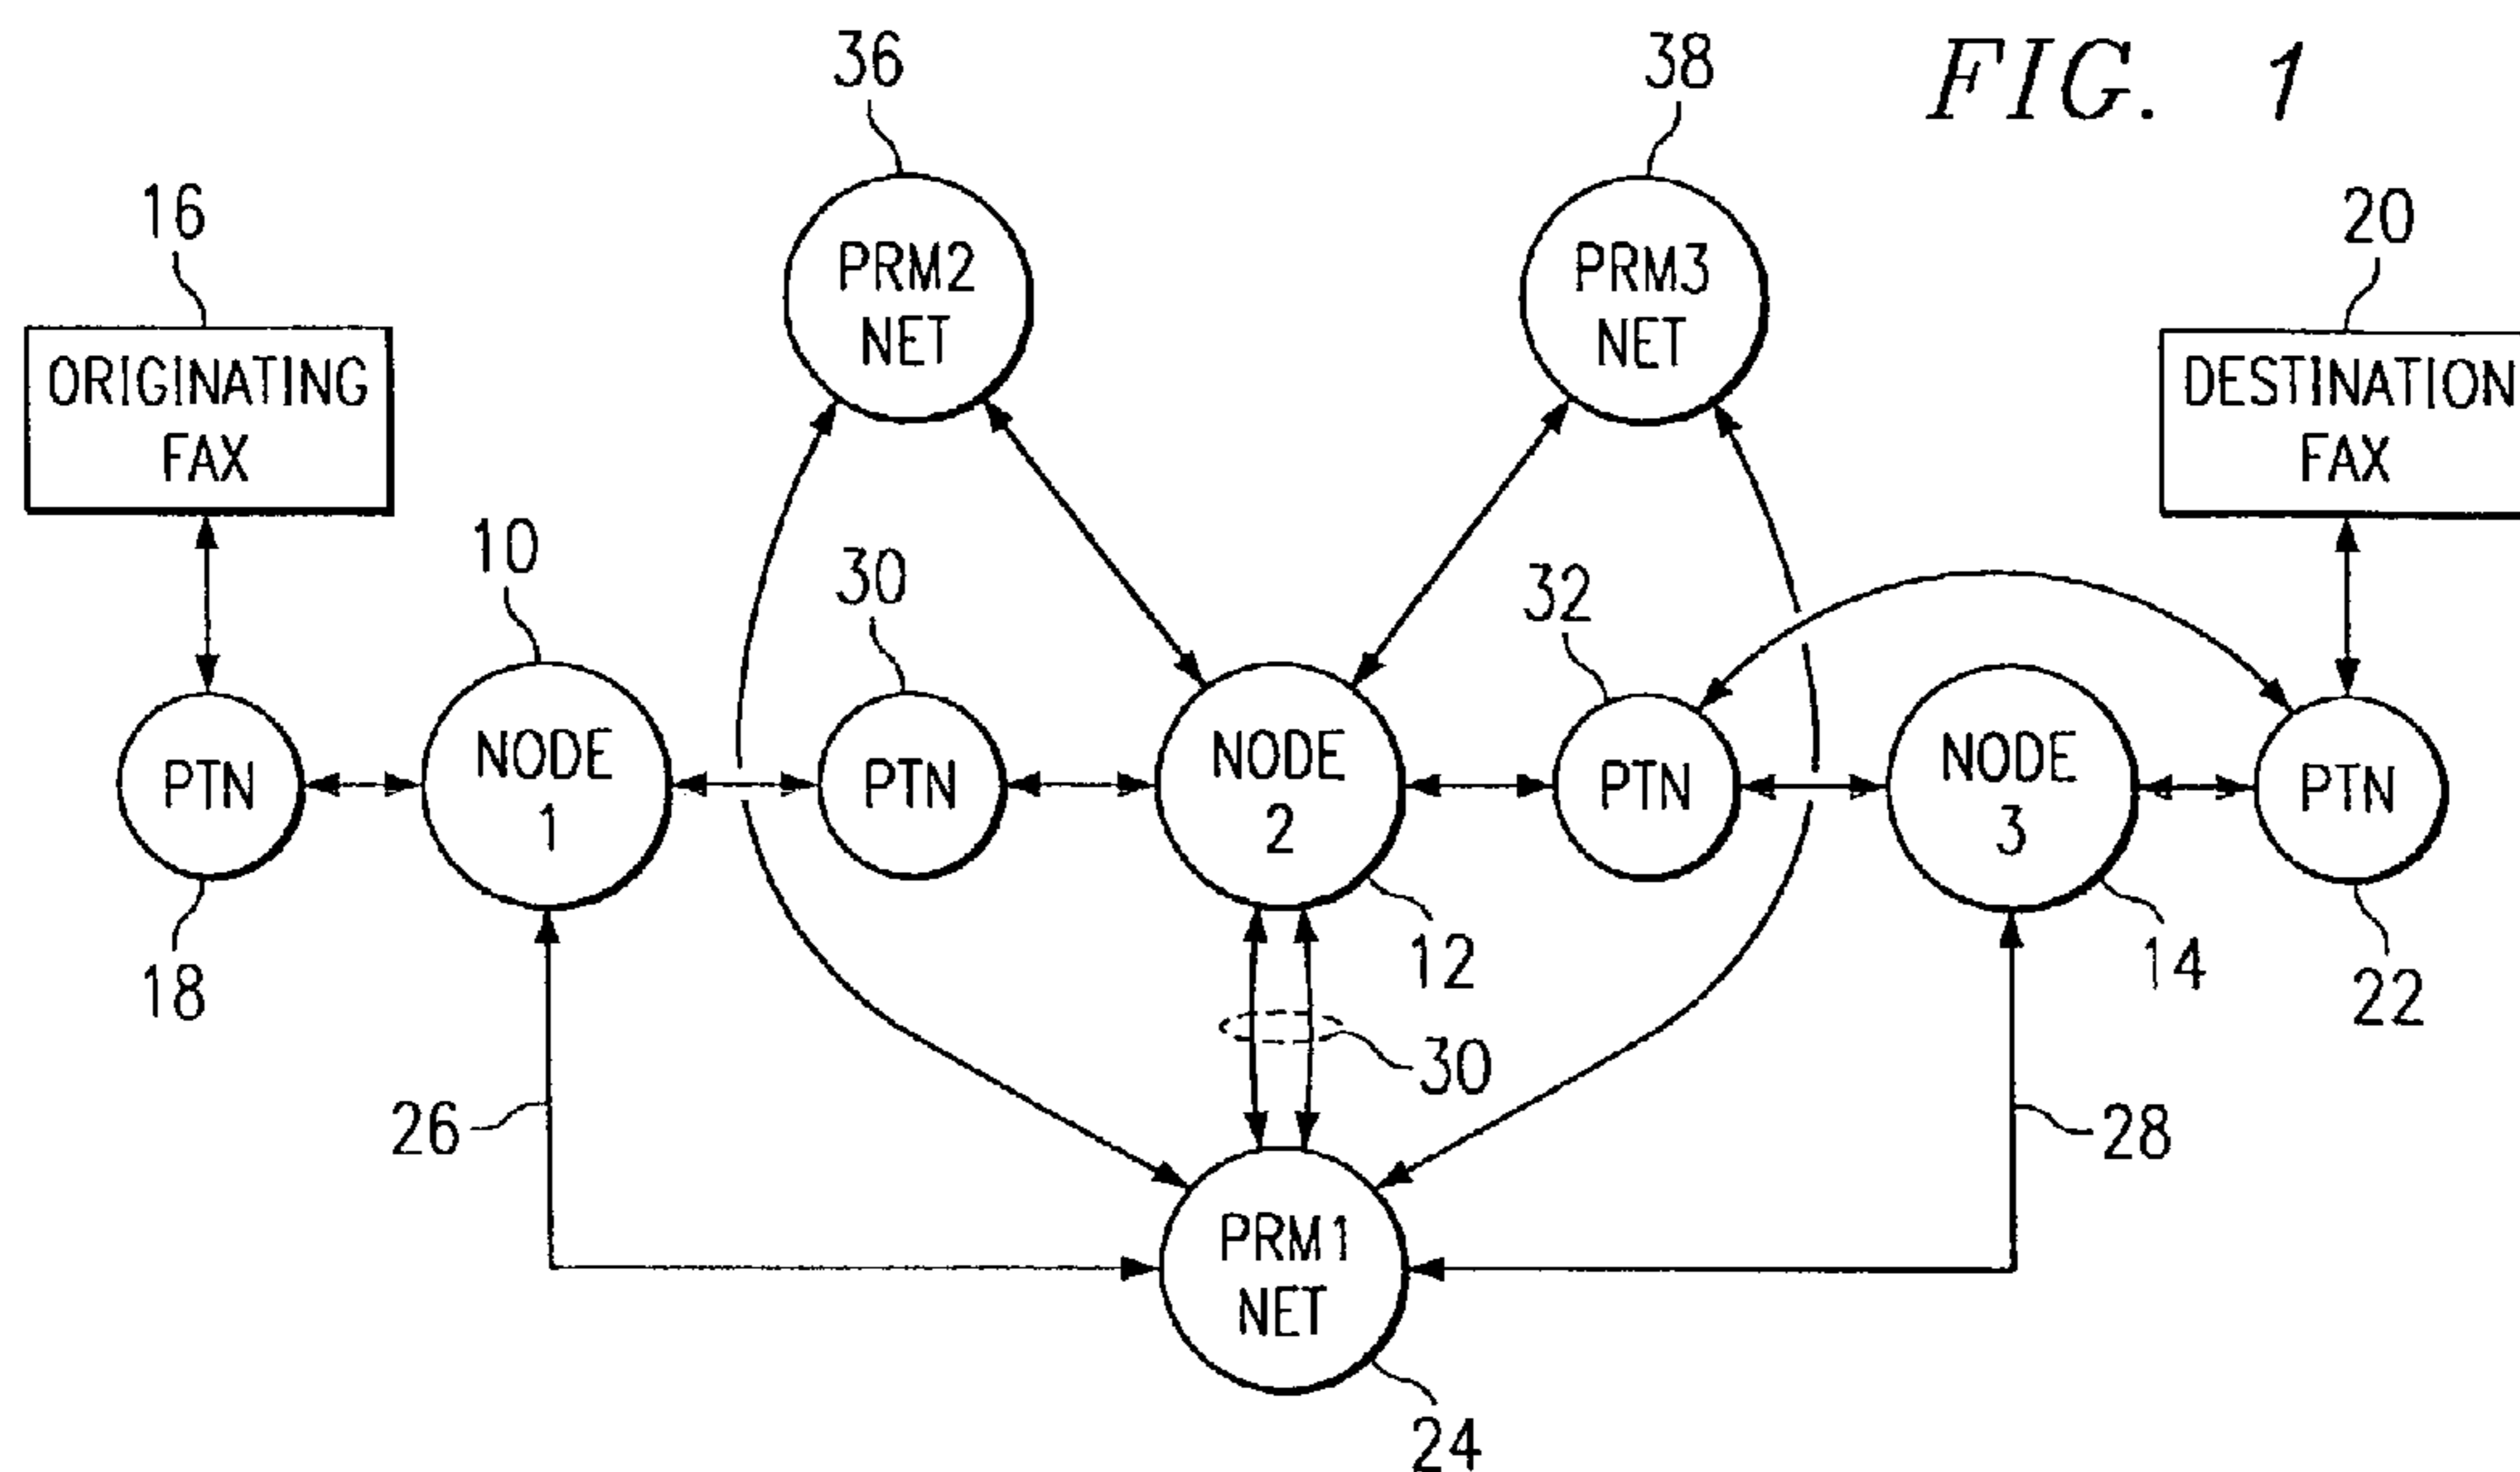 FIG. 1
36
38
16
20
PRM2
NET
PRM3
NET
ORIGINATING
FAX
DESTINATION
FAX
10
30
32
PTN
NODE
1
PTN
NODE
2
PTN
NODE
3
PTN
18
12
14
22
30
26
28
PRM1
NET
24